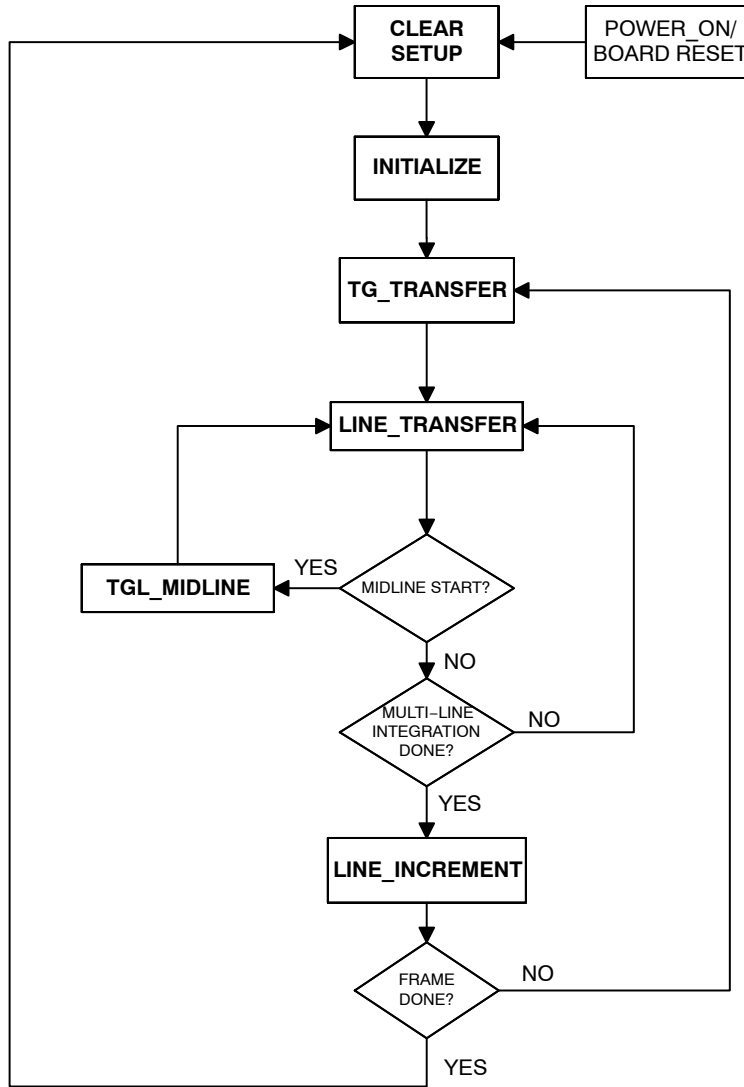 CLEAR
SETUP
POWER_ON/
BOARD RESET
INITIALIZE
TG_TRANSFER
LINE_TRANSFER
YES
TGL_MIDLINE
MIDLINE START?
NO
MULTI−LINE
INTEGRATION
DONE?
NO
YES
LINE_INCREMENT
FRAME
DONE?
NO
YES